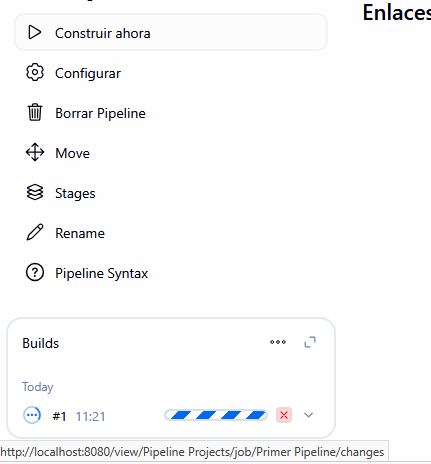 Enlaces
Construir ahora
Configurar
Borrar Pipeline
Move
Stages
Rename
Pipeline Syntax
Builds
Today
#1 11:21
http://localhost:8080/view/Pipeline Projects/job/Primer Pipeline/changes